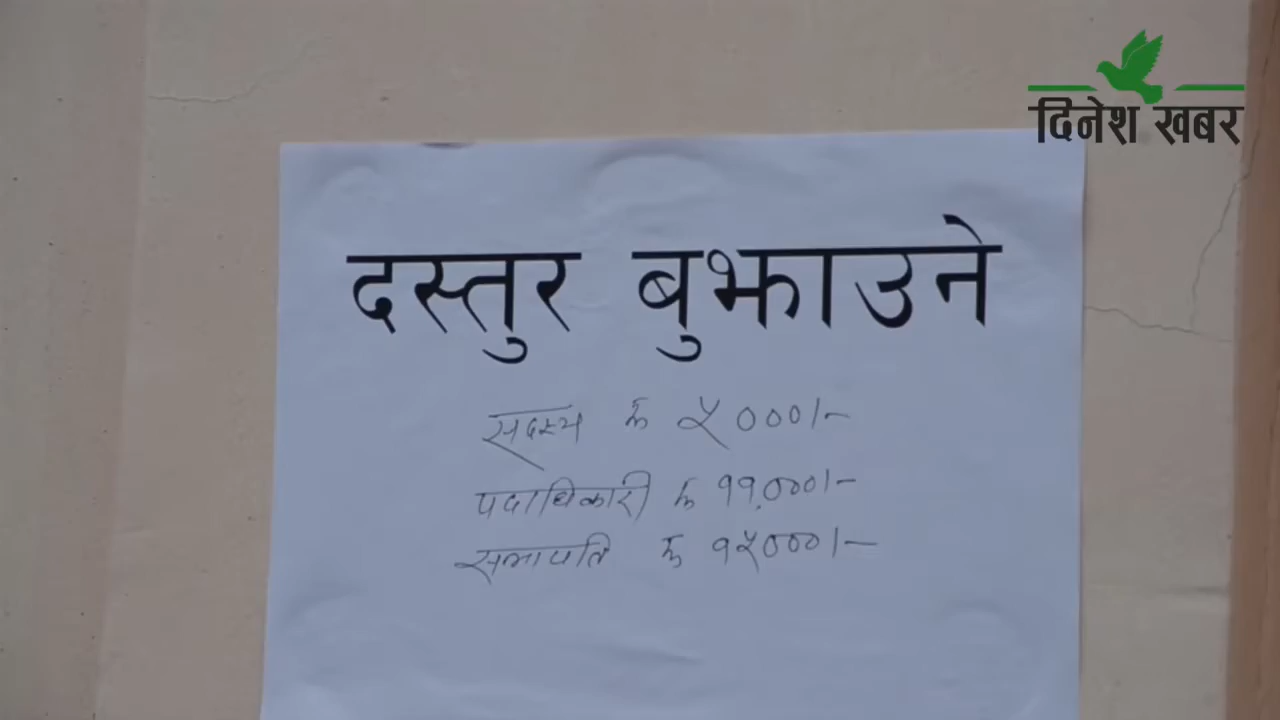 दिनेश खबर
दस्तुर बुझाउने
सदस्य रु ५०००।-
पदाधिकारी रु ११,०००।-
सभापति रु १५०००।-